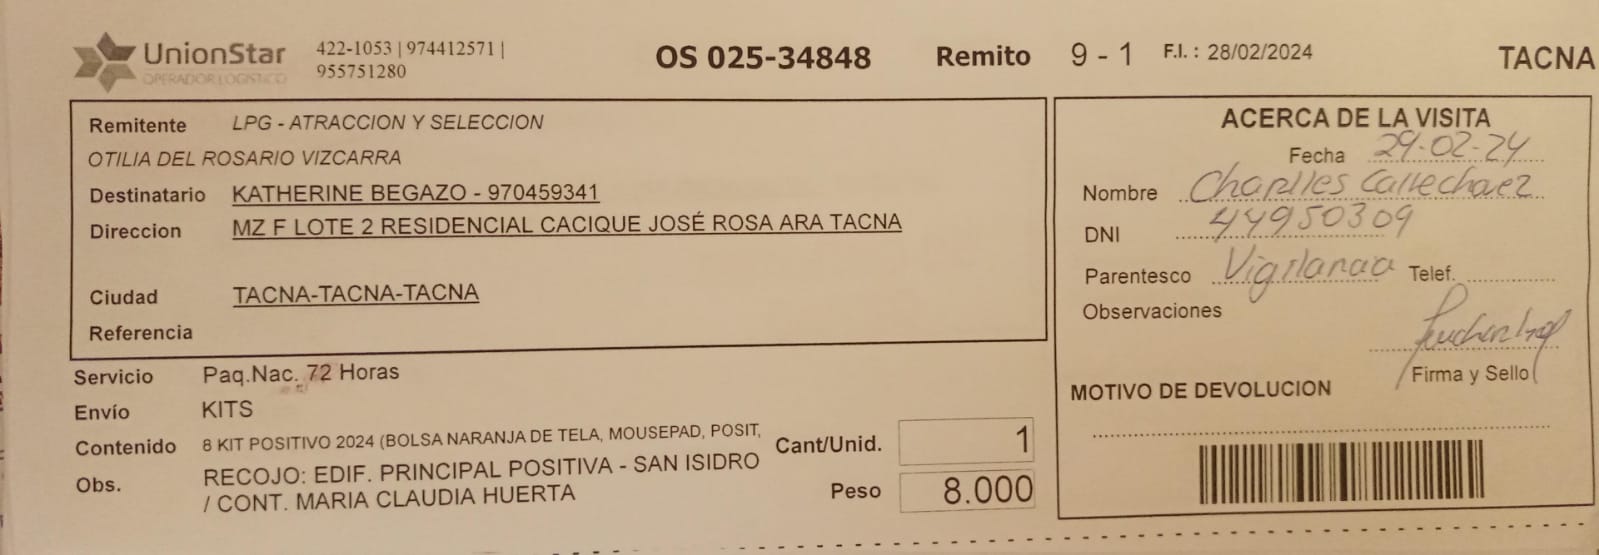 UnionStar
OPERADOR LOGISTICO
422-1053 | 974412571 |
955751280
OS 025-34848 Remito 9 - 1 F.I. : 28/02/2024 TACNA
Remitente LPG - ATRACCION Y SELECCION
OTILIA DEL ROSARIO VIZCARRA
Destinatario KATHERINE BEGAZO - 970459341
Direccion MZ F LOTE 2 RESIDENCIAL CACIQUE JOSÉ ROSA ARA TACNA
Ciudad TACNA-TACNA-TACNA
Referencia
Servicio Paq.Nac. 72 Horas
Envío KITS
Contenido 8 KIT POSITIVO 2024 (BOLSA NARANJA DE TELA, MOUSEPAD, POSIT,
Obs. RECOJO: EDIF. PRINCIPAL POSITIVA - SAN ISIDRO
/ CONT. MARIA CLAUDIA HUERTA
Cant/Unid. 1
Peso 8.000
ACERCA DE LA VISITA
Fecha 29-02-24
Nombre Charlles
DNI 44950309
Parentesco Vigilancia Telef.
Observaciones
Firma y Sello
MOTIVO DE DEVOLUCION